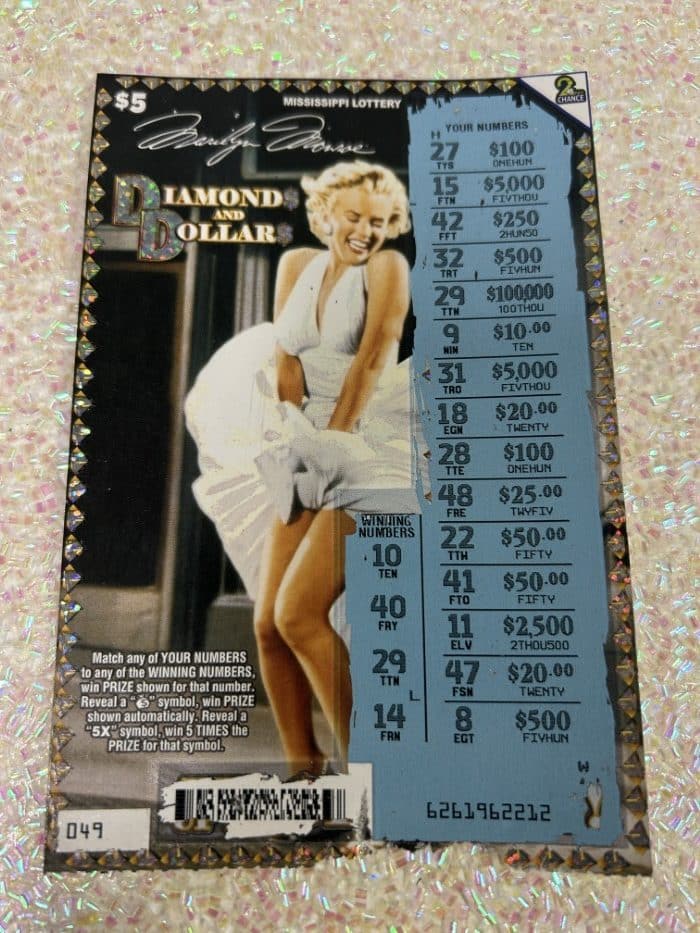 $5
MISSISSIPPI LOTTERY
2nd CHANCE
Marilyn Monroe
DIAMOND$
AND
DOLLAR$
YOUR NUMBERS
H
27 $100
TYS ONEHUN
15 $5,000
FTN FIVTHOU
42 $250
FFT 2HUN50
32 $500
TRT FIVHUN
29 $100,000
TTN 100THOU
9 $10.00
NIN TEN
31 $5,000
TRO FIVTHOU
18 $20.00
EGN TWENTY
28 $100
TTE ONEHUN
48 $25.00
FRE TWYFIV
22 $50.00
TTW FIFTY
41 $50.00
FTO FIFTY
11 $2,500
ELV 2THOU500
47 $20.00
FSN TWENTY
8 $500
EGT FIVHUN
WINNING
NUMBERS
10
TEN
40
FRY
29
TTN
L
14
FRN
Match any of YOUR NUMBERS
to any of the WINNING NUMBERS,
win PRIZE shown for that number.
Reveal a " " symbol, win PRIZE
shown automatically. Reveal a
"5X" symbol, win 5 TIMES the
PRIZE for that symbol.
W
6261962212
049